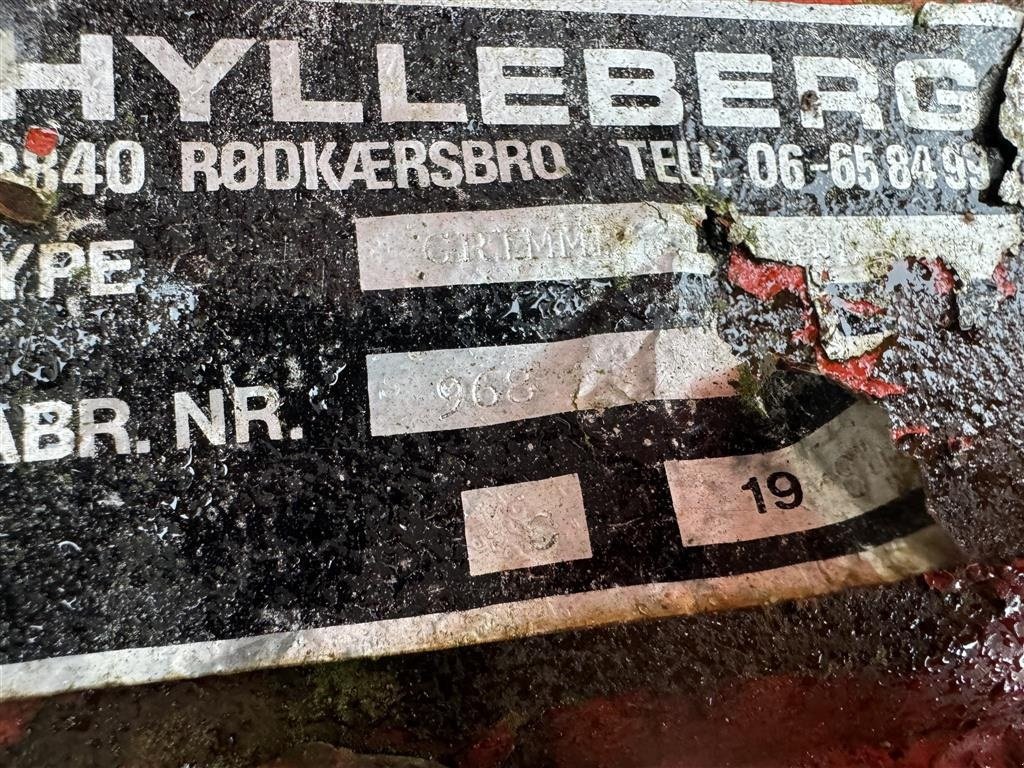 HYLLEBERG
8840 RØDKÆRSBRO TELF. 06-65 84 99
TYPE GRIMME
FABR. NR. 968
19